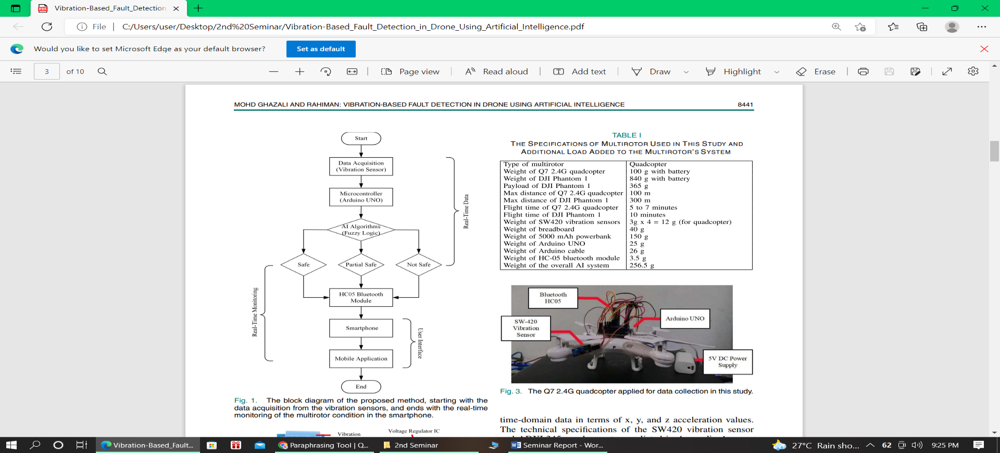 Vibration-Based_Fault_Detection
File
C:/Users/user/Desktop/2nd%20Seminar/Vibration-Based_Fault_Detection_in_Drone_Using_Artificial_Intelligence.pdf
Would you like to set Microsoft Edge as your default browser?
Set as default
3 of 10
Page view
Read aloud
Add text
Draw
Highlight
Erase
MOHD GHAZALI AND RAHIMAN: VIBRATION-BASED FAULT DETECTION IN DRONE USING ARTIFICIAL INTELLIGENCE
8441
Start
Data Acquisition
(Vibration Sensor)
Microcontroller
(Arduino UNO)
AI Algorithms
(Fuzzy Logic)
Safe
Partial Safe
Not Safe
HC05 Bluetooth
Module
Smartphone
Mobile Application
End
Real-Time Data
Real-Time Monitoring
User Interface
Fig. 1. The block diagram of the proposed method, starting with the
data acquisition from the vibration sensors, and ends with the real-time
monitoring of the multirotor condition in the smartphone.
Vibration
Voltage Regulator IC
TABLE I
THE SPECIFICATIONS OF MULTIROTOR USED IN THIS STUDY AND
ADDITIONAL LOAD ADDED TO THE MULTIROTOR'S SYSTEM
Type of multirotor Quadcopter
Weight of Q7 2.4G quadcopter 100 g with battery
Weight of DJI Phantom 1 840 g with battery
Payload of DJI Phantom 1 365 g
Max distance of Q7 2.4G quadcopter 100 m
Max distance of DJI Phantom 1 300 m
Flight time of Q7 2.4G quadcopter 5 to 7 minutes
Flight time of DJI Phantom 1 10 minutes
Weight of SW420 vibration sensors 3g x 4 = 12 g (for quadcopter)
Weight of breadboard 40 g
Weight of 5000 mAh powerbank 150 g
Weight of Arduino UNO 25 g
Weight of Arduino cable 26 g
Weight of HC-05 bluetooth module 3.5 g
Weight of the overall AI system 256.5 g
Bluetooth
HC05
SW-420
Vibration
Sensor
Arduino UNO
5V DC Power
Supply
Fig. 3. The Q7 2.4G quadcopter applied for data collection in this study.
time-domain data in terms of x, y, and z acceleration values.
The technical specifications of the SW420 vibration sensor
Vibration-Based_Fault...
Paraphrasing Tool | Q...
2nd Seminar
Seminar Report - Wor...
27°C Rain sho...
62
9:25 PM